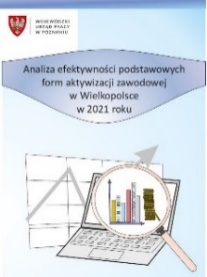 WOJEWÓDZKI
URZĄD PRACY
W POZNANIU
Analiza efektywności podstawowych
form aktywizacji zawodowej
w Wielkopolsce
w 2021 roku